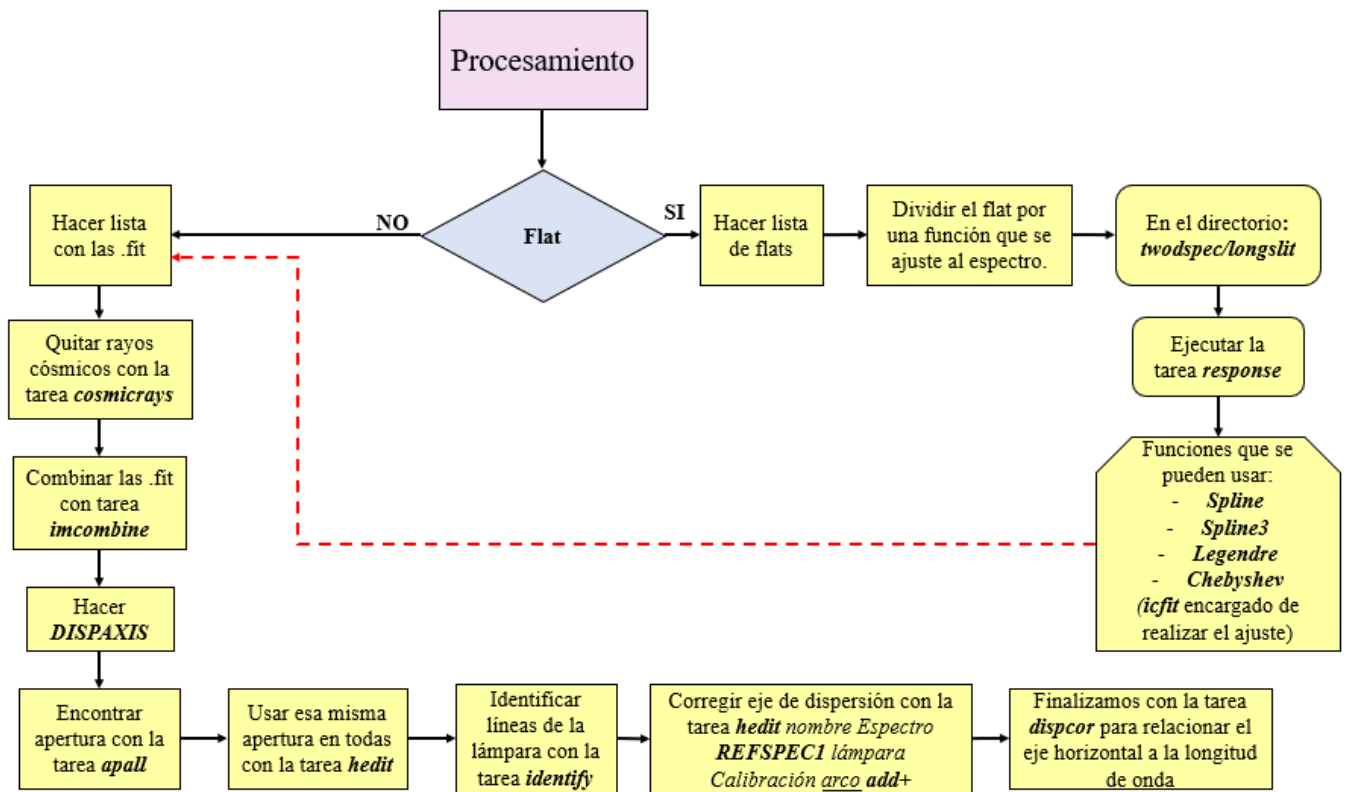 Procesamiento
Flat
NO
SI
Hacer lista
con las .fit
Hacer lista
de flats
Dividir el flat por
una función que se
ajuste al espectro.
En el directorio:
twodspec/longslit
Quitar rayos
cósmicos con la
tarea cosmicrays
Ejecutar la
tarea response
Combinar las .fit
con tarea
imcombine
Funciones que se
pueden usar:
- Spline
- Spline3
- Legendre
- Chebyshev
(icfit encargado de
realizar el ajuste)
Hacer
DISPAXIS
Encontrar
apertura con la
tarea apall
Usar esa misma
apertura en todas
con la tarea hedit
Identificar
líneas de la
lámpara con la
tarea identify
Corregir eje de dispersión con la
tarea hedit nombre Espectro
REFSPEC1 lámpara
Calibración arco add+
Finalizamos con la tarea
dispcor para relacionar el
eje horizontal a la longitud
de onda